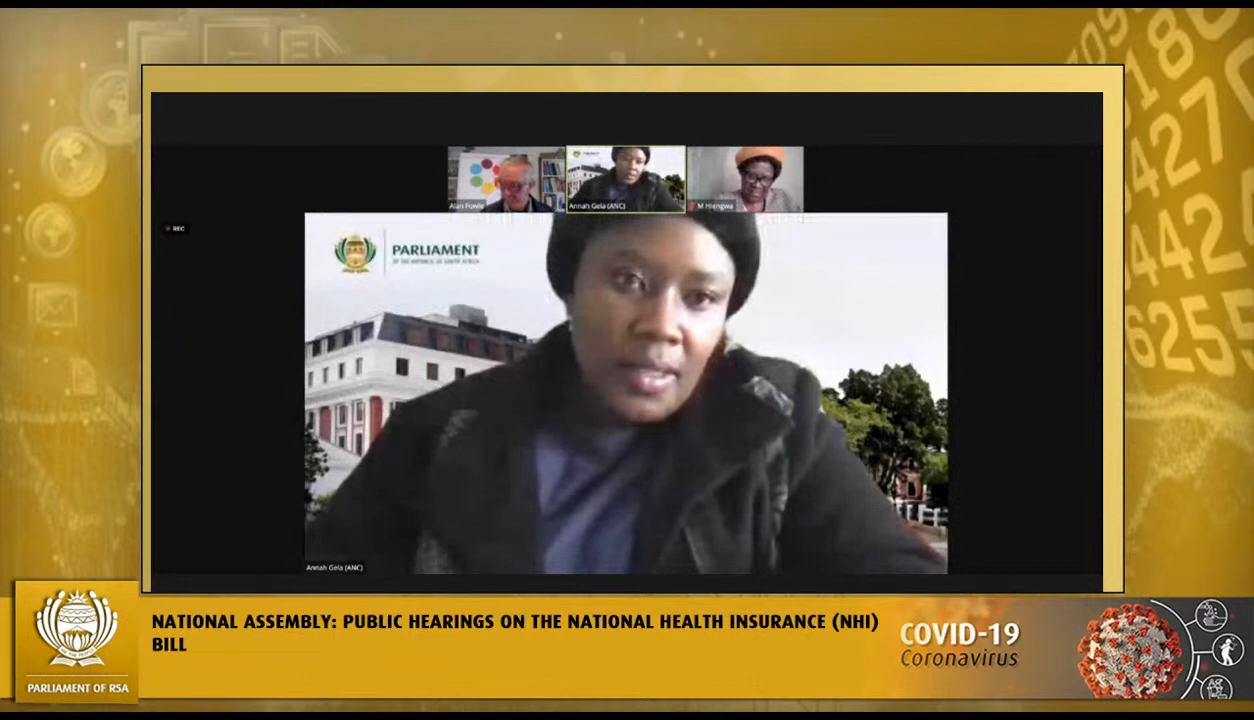 REC
Alan Fowle
Annah Gela (ANC)
M Hlengwa
PARLIAMENT
OF THE REPUBLIC OF SOUTH AFRICA
Annah Gela (ANC)
NATIONAL ASSEMBLY: PUBLIC HEARINGS ON THE NATIONAL HEALTH INSURANCE (NHI)
BILL
COVID-19
Coronavirus
PARLIAMENT OF RSA